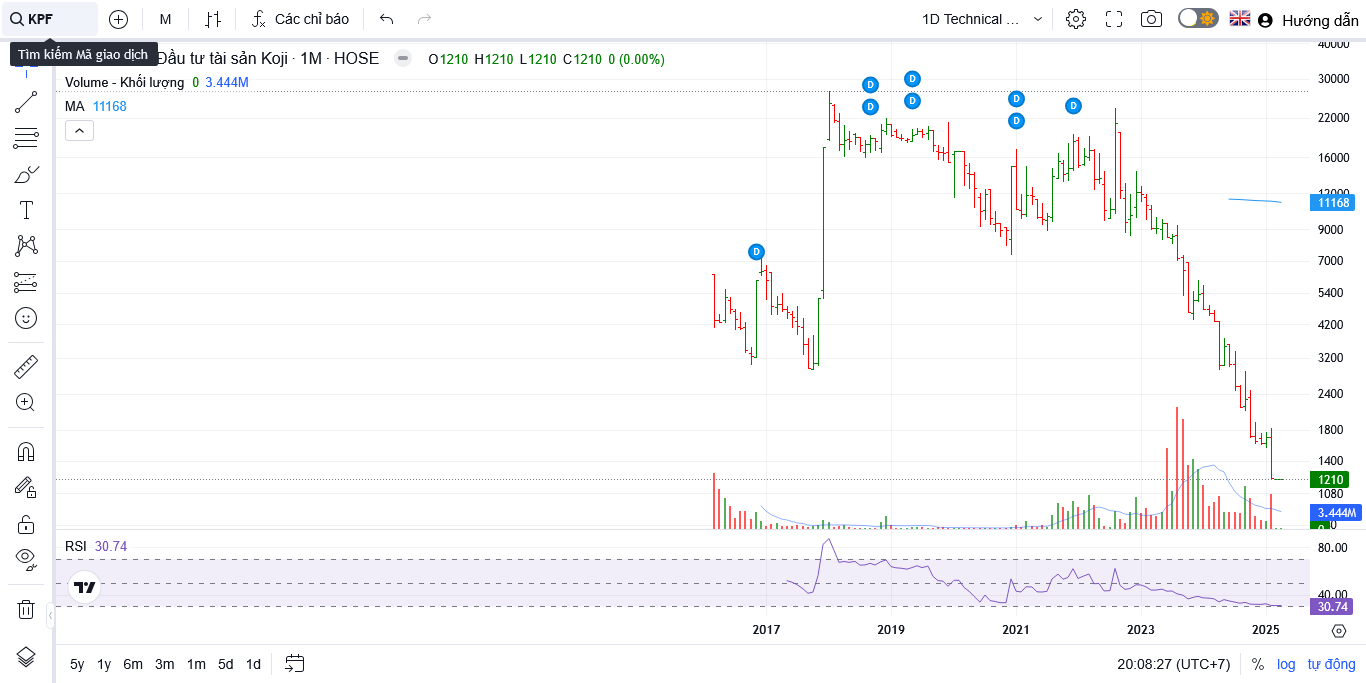 KPF
M
Các chỉ báo
1D Technical ...
Hướng dẫn
Tìm kiếm Mã giao dịch
Đầu tư tài sản Koji · 1M · HOSE
O1210 H1210 L1210 C1210 0 (0.00%)
Volume - Khối lượng 0 3.444M
MA 11168
D
D
D
D
D
D
D
D
40000
30000
22000
16000
12000
11168
9000
7000
5400
4200
3200
2400
1800
1400
1210
1080
3.444M
0
RSI 30.74
80.00
40.00
30.74
2017 2019 2021 2023 2025
5y 1y 6m 3m 1m 5d 1d
20:08:27 (UTC+7) % log tự động